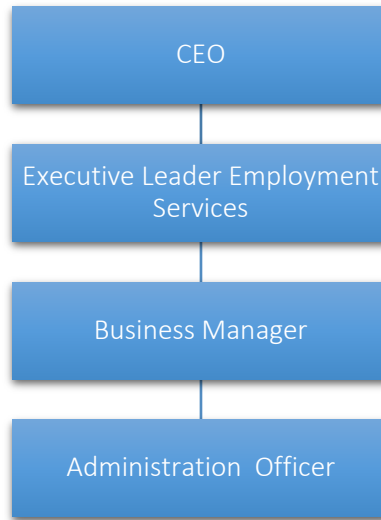 CEO
Executive Leader Employment
Services
Business Manager
Administration Officer